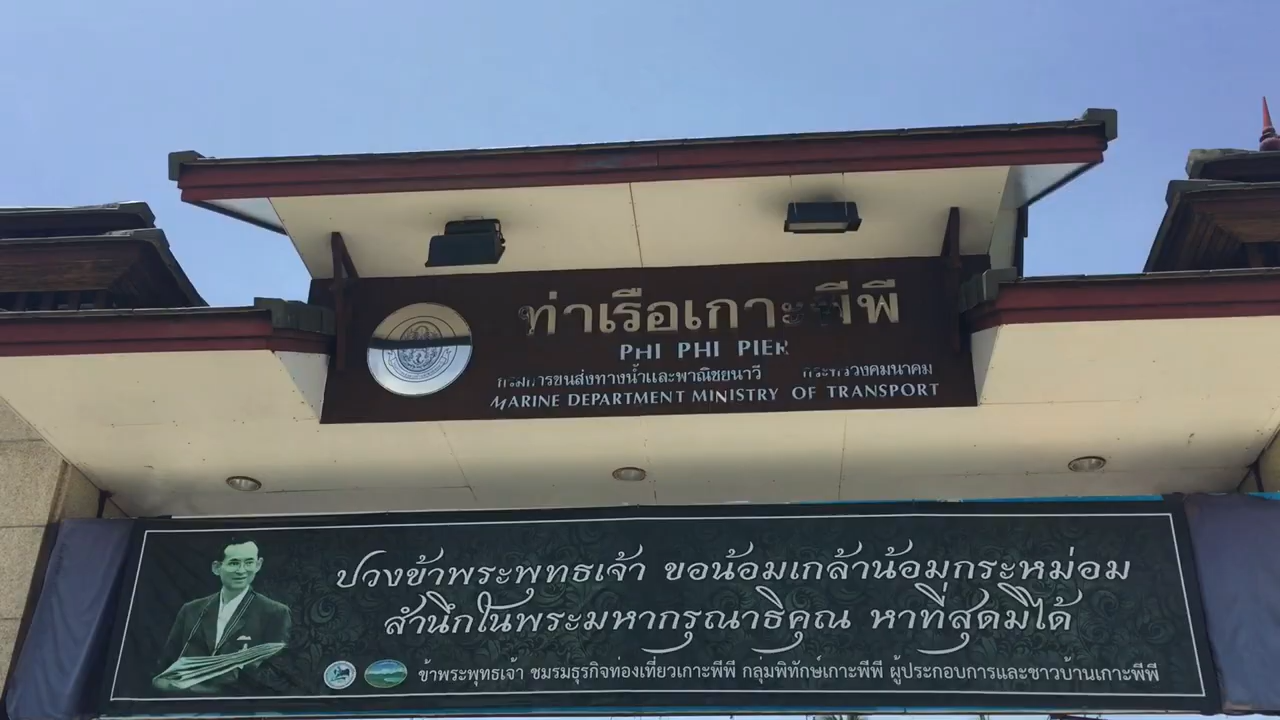 ท่าเรือเกาะพีพี
PHI PHI PIER
กรมการขนส่งทางน้ำและพาณิชยนาวี กระทรวงคมนาคม
MARINE DEPARTMENT MINISTRY OF TRANSPORT
ปวงข้าพระพุทธเจ้า ขอน้อมเกล้าน้อมกระหม่อม
สำนึกในพระมหากรุณาธิคุณ หาที่สุดมิได้
ข้าพระพุทธเจ้า ชมรมธุรกิจท่องเที่ยวเกาะพีพี กลุ่มพิทักษ์เกาะพีพี ผู้ประกอบการและชาวบ้านเกาะพีพี